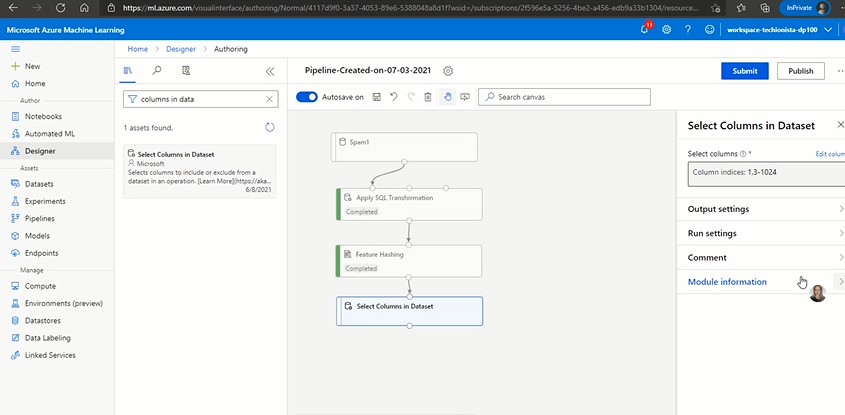 https://ml.azure.com/visualinterface/authoring/Normal/4117d9f0-3a37-4053-89e6-5388048a8d1f?wsid=/subscriptions/2f596e5a-5256-4be2-a456-edb9a33b1304/resource...
InPrivate
Microsoft Azure Machine Learning
11
workspace-techionista-dp100
Home
Designer
Authoring
New
Home
Author
Notebooks
Automated ML
Designer
Assets
Datasets
Experiments
Pipelines
Models
Endpoints
Manage
Compute
Environments (preview)
Datastores
Data Labeling
Linked Services
columns in data
1 assets found.
Select Columns in Dataset
Microsoft
Selects columns to include or exclude from a
dataset in an operation. [Learn More](https://aka...
6/8/2021
Pipeline-Created-on-07-03-2021
Submit
Publish
Autosave on
Search canvas
Spam1
Apply SQL Transformation
Completed
Feature Hashing
Completed
Select Columns in Dataset
Select Columns in Dataset
Select columns *
Edit colum
Column indices: 1,3-1024
Output settings
Run settings
Comment
Module information